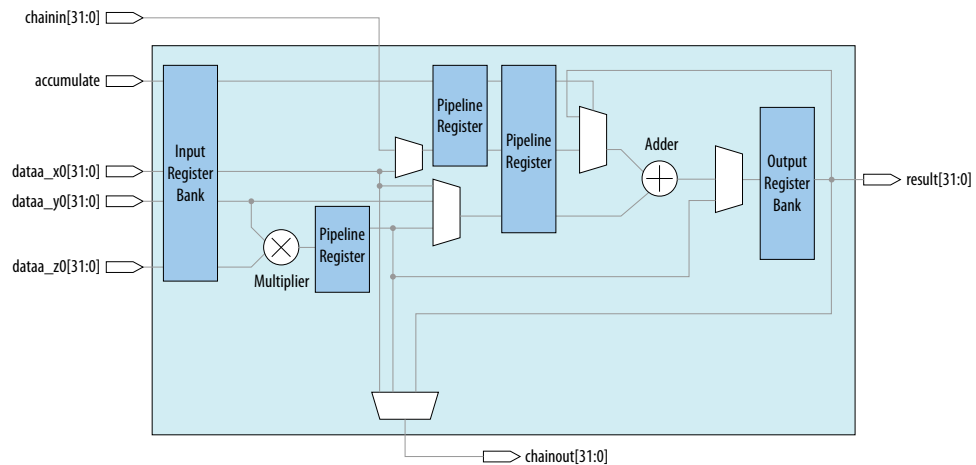 chainin[31:0]
accumulate
dataa_x0[31:0]
dataa_y0[31:0]
dataa_z0[31:0]
Input
Register
Bank
Multiplier
Pipeline
Register
Pipeline
Register
Pipeline
Register
Adder
Output
Register
Bank
result[31:0]
chainout[31:0]